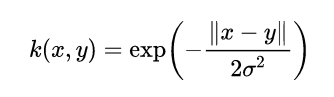 k(x, y) = exp(−‖x − y‖ / 2σ²)